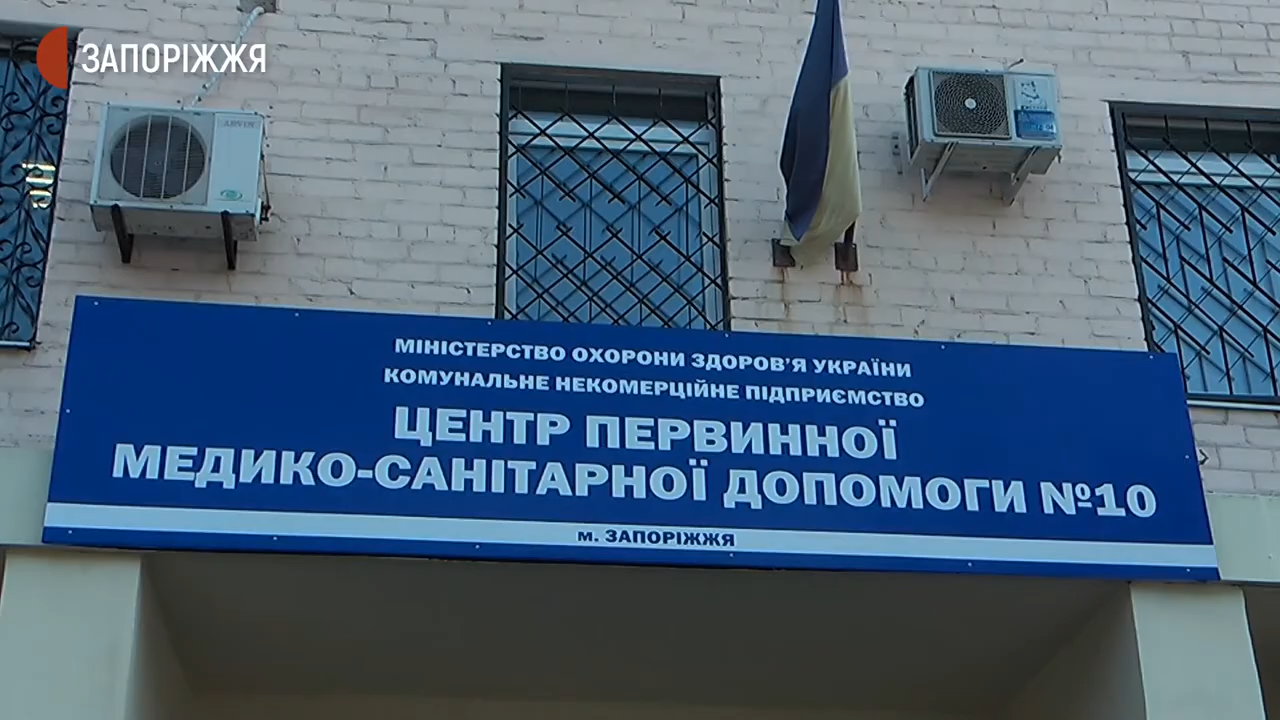 ЗАПОРІЖЖЯ
МІНІСТЕРСТВО ОХОРОНИ ЗДОРОВ’Я УКРАЇНИ
КОМУНАЛЬНЕ НЕКОМЕРЦІЙНЕ ПІДПРИЄМСТВО
ЦЕНТР ПЕРВИННОЇ
МЕДИКО-САНІТАРНОЇ ДОПОМОГИ №10
м. ЗАПОРІЖЖЯ